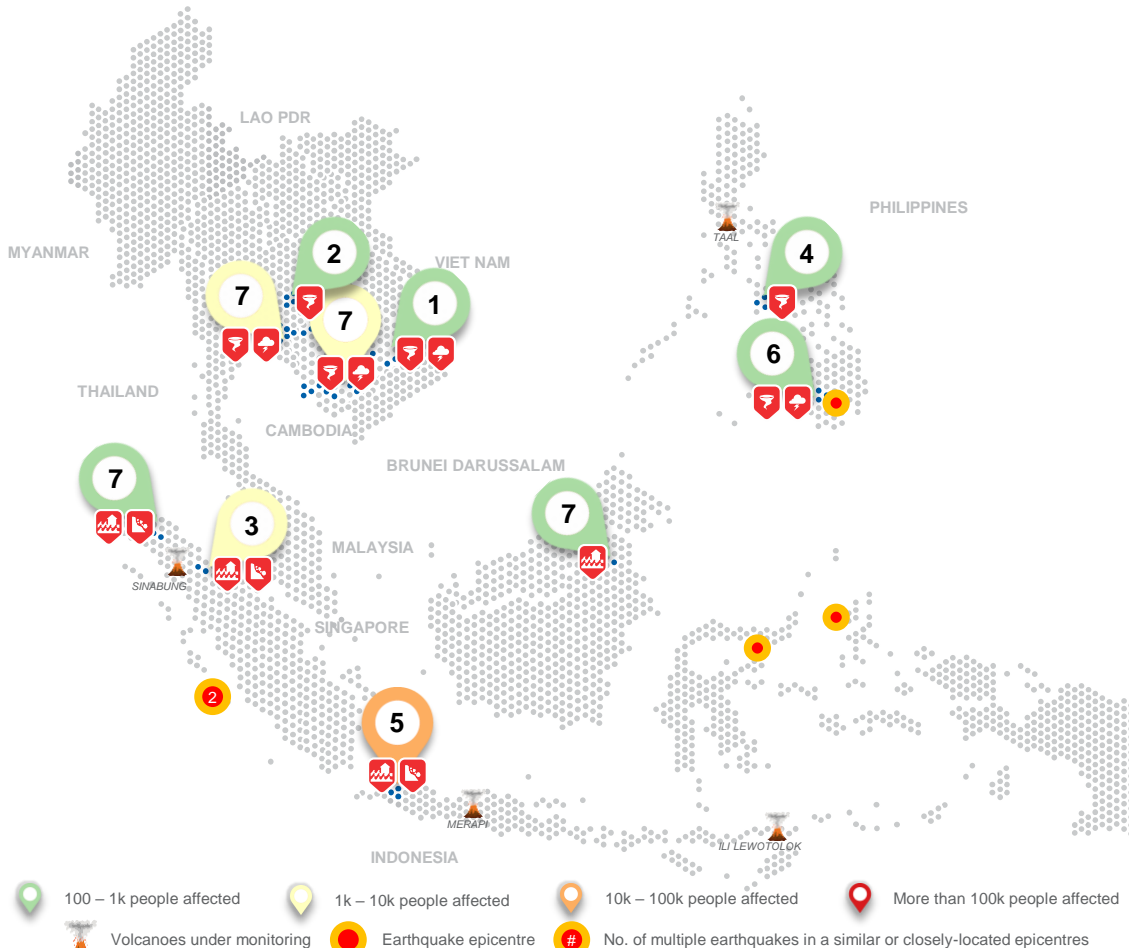 LAO PDR
PHILIPPINES
TAAL
MYANMAR
2
4
VIET NAM
7
1
7
6
THAILAND
CAMBODIA
BRUNEI DARUSSALAM
7
7
3
MALAYSIA
SINABUNG
SINGAPORE
2
5
MERAPI
ILI LEWOTOLOK
INDONESIA
100 – 1k people affected
1k – 10k people affected
10k – 100k people affected
More than 100k people affected
Volcanoes under monitoring
Earthquake epicentre
# No. of multiple earthquakes in a similar or closely-located epicentres